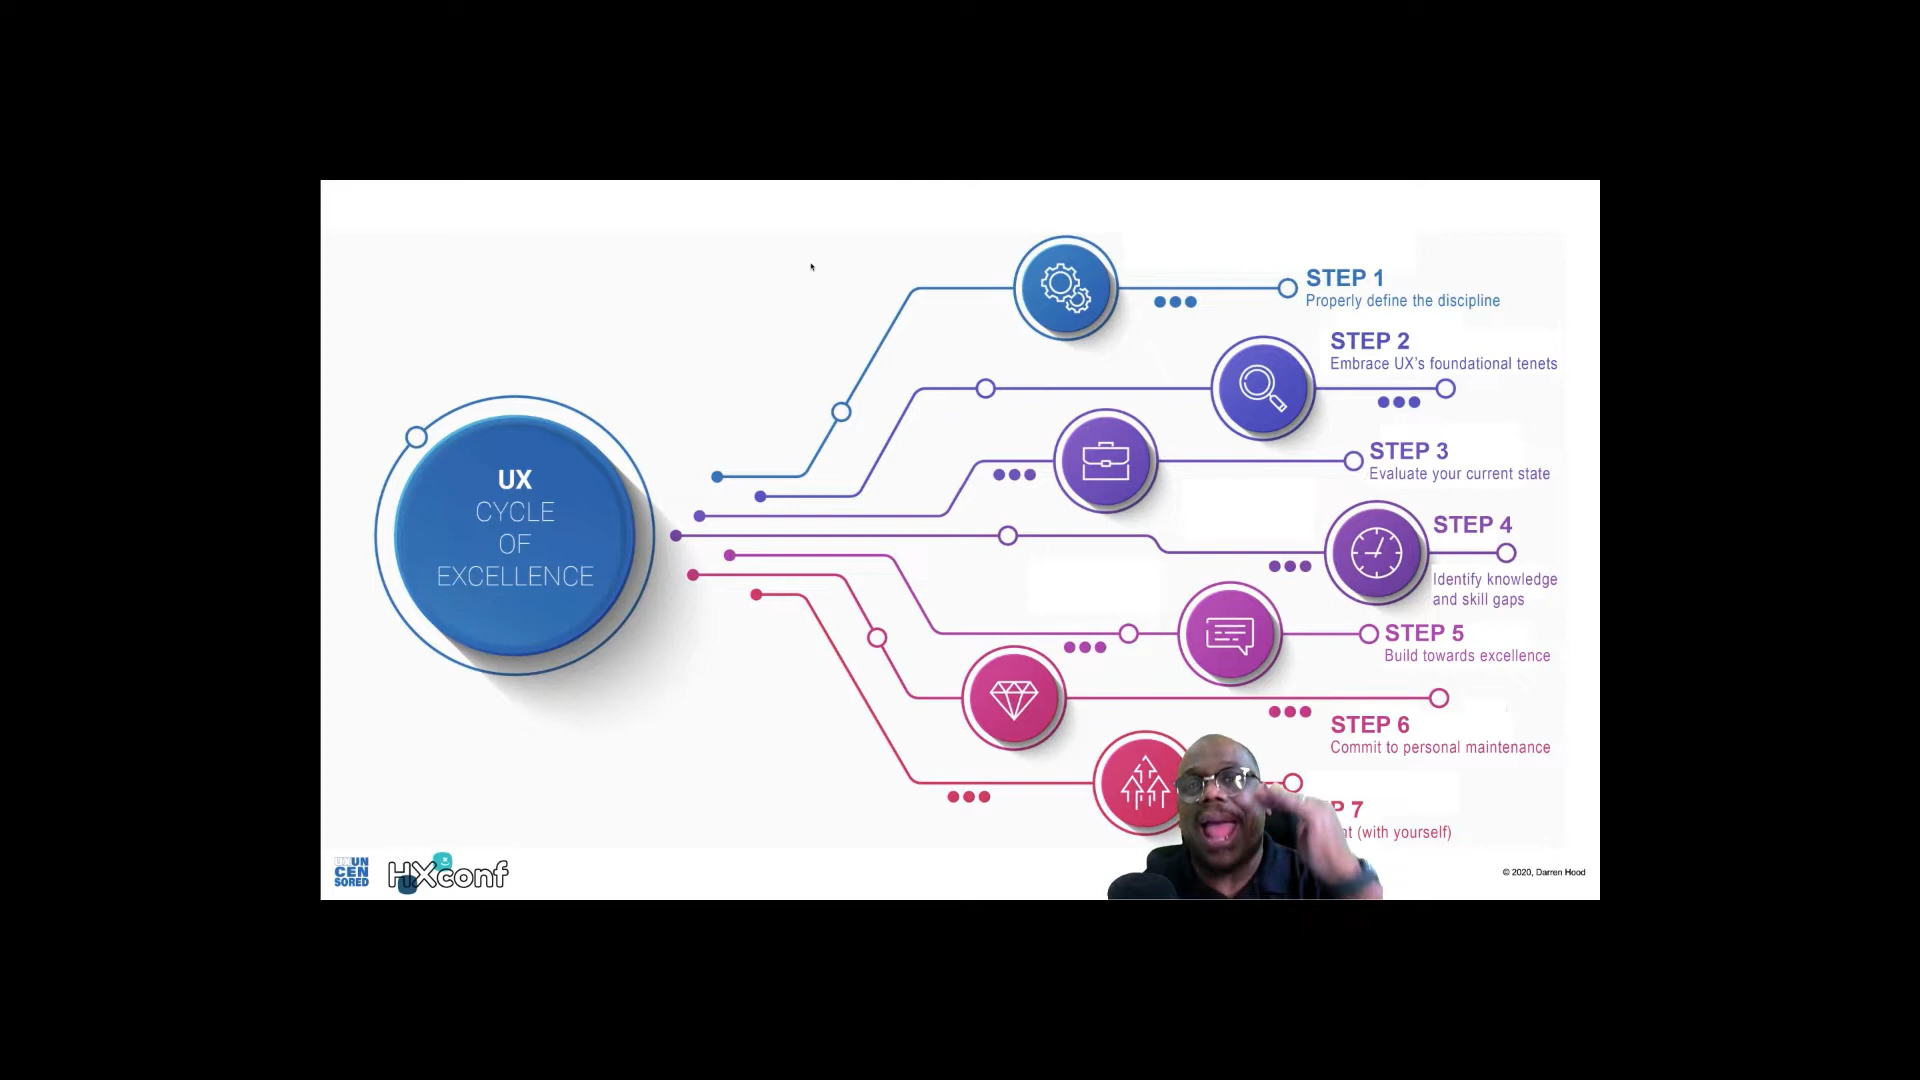 UX
CYCLE
OF
EXCELLENCE
STEP 1
Properly define the discipline
STEP 2
Embrace UX's foundational tenets
STEP 3
Evaluate your current state
STEP 4
Identify knowledge
and skill gaps
STEP 5
Build towards excellence
STEP 6
Commit to personal maintenance
P 7
(with yourself)
UXUN
CEN
SORED
HXconf
© 2020, Darren Hood